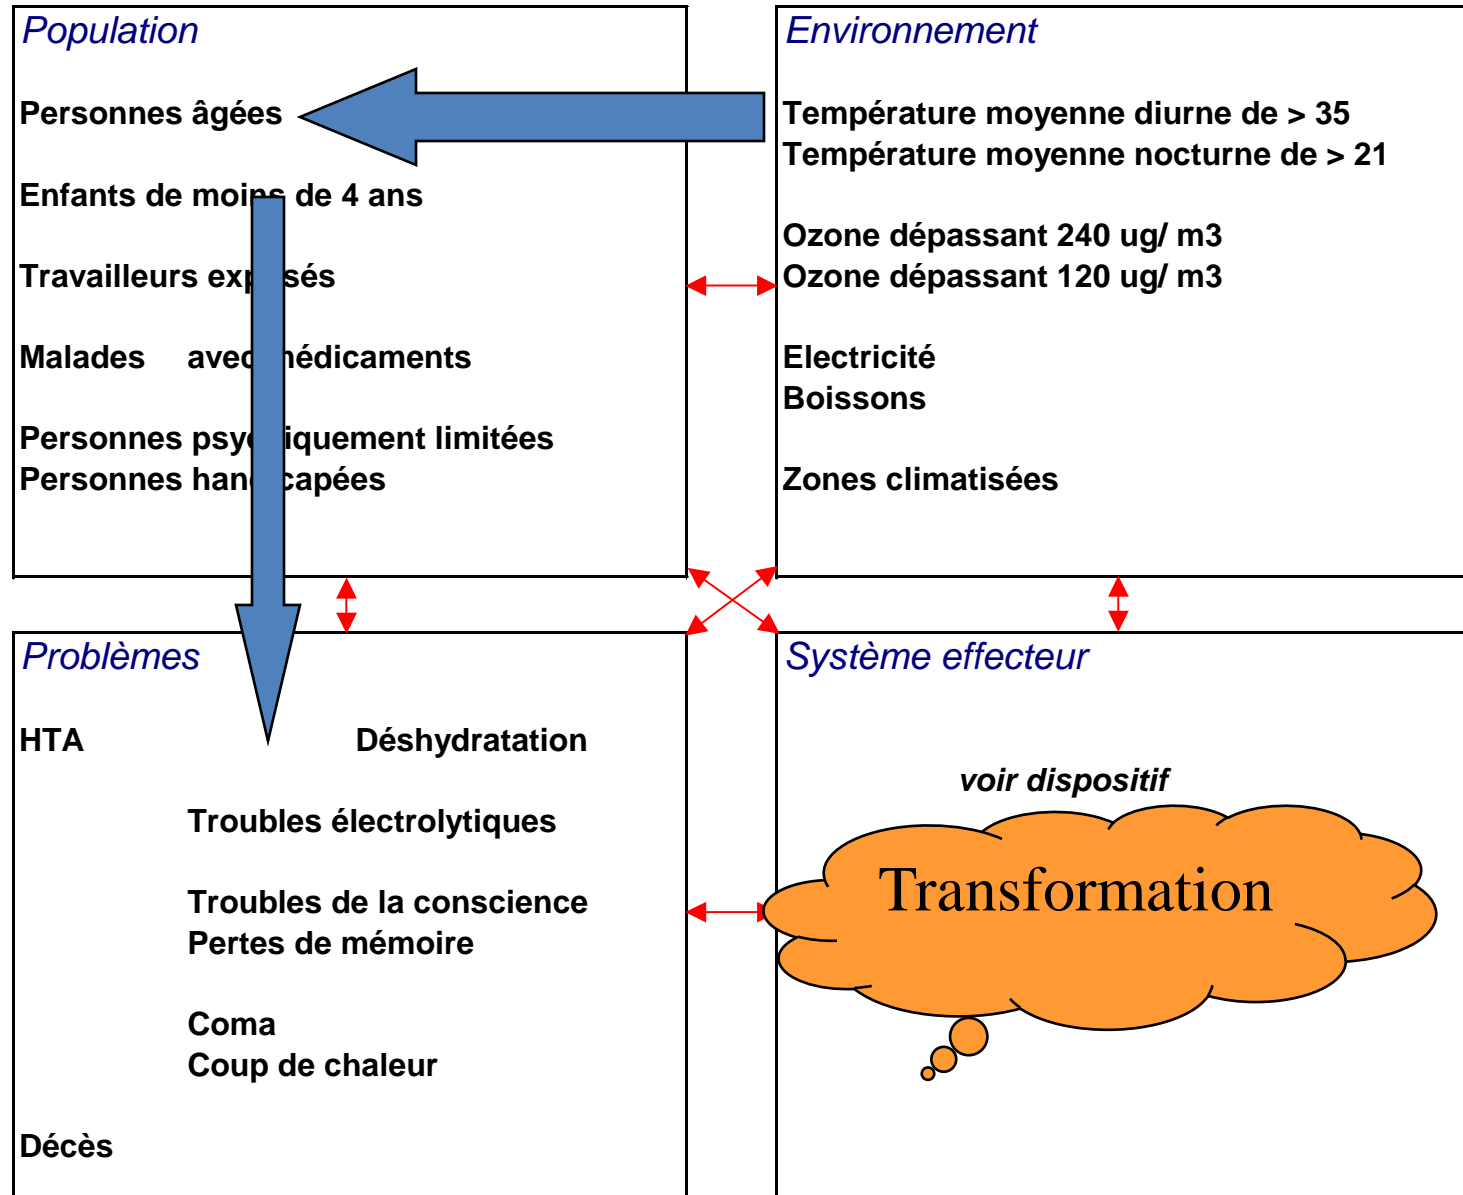 Population
Personnes âgées
Enfants de moins de 4 ans
Travailleurs exposés
Malades avec médicaments
Personnes psychiquement limitées
Personnes handicapées
Environnement
Température moyenne diurne de > 35
Température moyenne nocturne de > 21
Ozone dépassant 240 ug/ m3
Ozone dépassant 120 ug/ m3
Electricité
Boissons
Zones climatisées
Problèmes
HTA Déshydratation
Troubles électrolytiques
Troubles de la conscience
Pertes de mémoire
Coma
Coup de chaleur
Décès
Système effecteur
voir dispositif
Transformation